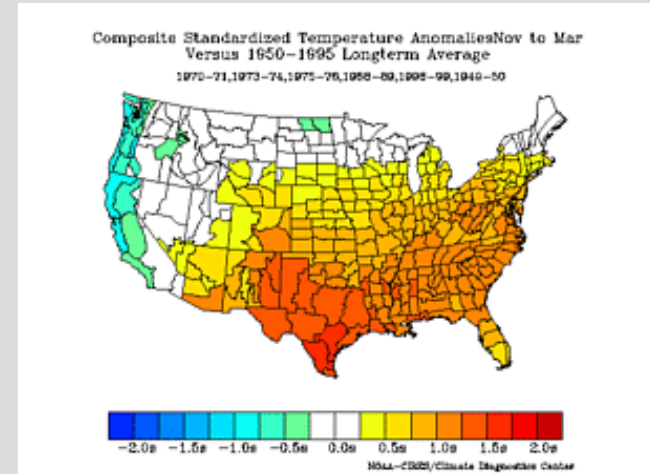 Composite Standardized Temperature AnomaliesNov to Mar
Versus 1950-1995 Longterm Average
1970-71,1973-74,1975-76,1988-89,1998-99,1949-50
-2.0s -1.5s -1.0s -0.5s 0.0s 0.5s 1.0s 1.5s 2.0s
NOAA-CIRES/Climate Diagnostics Center